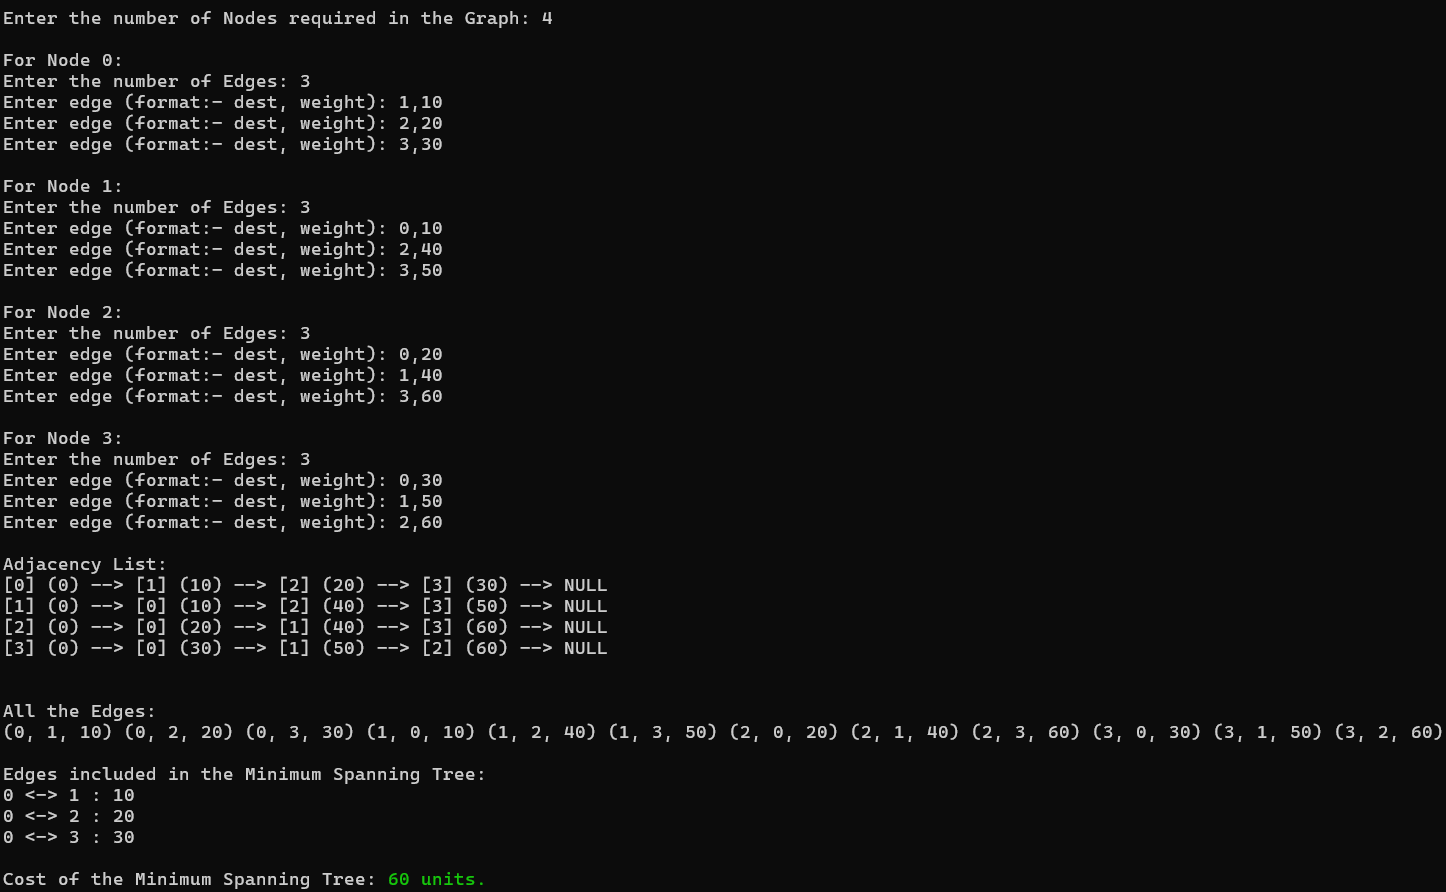 Enter the number of Nodes required in the Graph: 4
For Node 0:
Enter the number of Edges: 3
Enter edge (format:- dest, weight): 1,10
Enter edge (format:- dest, weight): 2,20
Enter edge (format:- dest, weight): 3,30
For Node 1:
Enter the number of Edges: 3
Enter edge (format:- dest, weight): 0,10
Enter edge (format:- dest, weight): 2,40
Enter edge (format:- dest, weight): 3,50
For Node 2:
Enter the number of Edges: 3
Enter edge (format:- dest, weight): 0,20
Enter edge (format:- dest, weight): 1,40
Enter edge (format:- dest, weight): 3,60
For Node 3:
Enter the number of Edges: 3
Enter edge (format:- dest, weight): 0,30
Enter edge (format:- dest, weight): 1,50
Enter edge (format:- dest, weight): 2,60
Adjacency List:
[0] (0) --> [1] (10) --> [2] (20) --> [3] (30) --> NULL
[1] (0) --> [0] (10) --> [2] (40) --> [3] (50) --> NULL
[2] (0) --> [0] (20) --> [1] (40) --> [3] (60) --> NULL
[3] (0) --> [0] (30) --> [1] (50) --> [2] (60) --> NULL
All the Edges:
(0, 1, 10) (0, 2, 20) (0, 3, 30) (1, 0, 10) (1, 2, 40) (1, 3, 50) (2, 0, 20) (2, 1, 40) (2, 3, 60) (3, 0, 30) (3, 1, 50) (3, 2, 60)
Edges included in the Minimum Spanning Tree:
0 <-> 1 : 10
0 <-> 2 : 20
0 <-> 3 : 30
Cost of the Minimum Spanning Tree: 60 units.